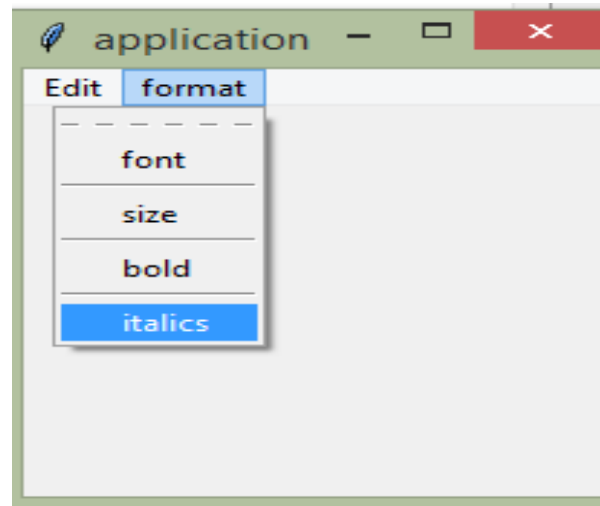 application
Edit format
font
size
bold
italics